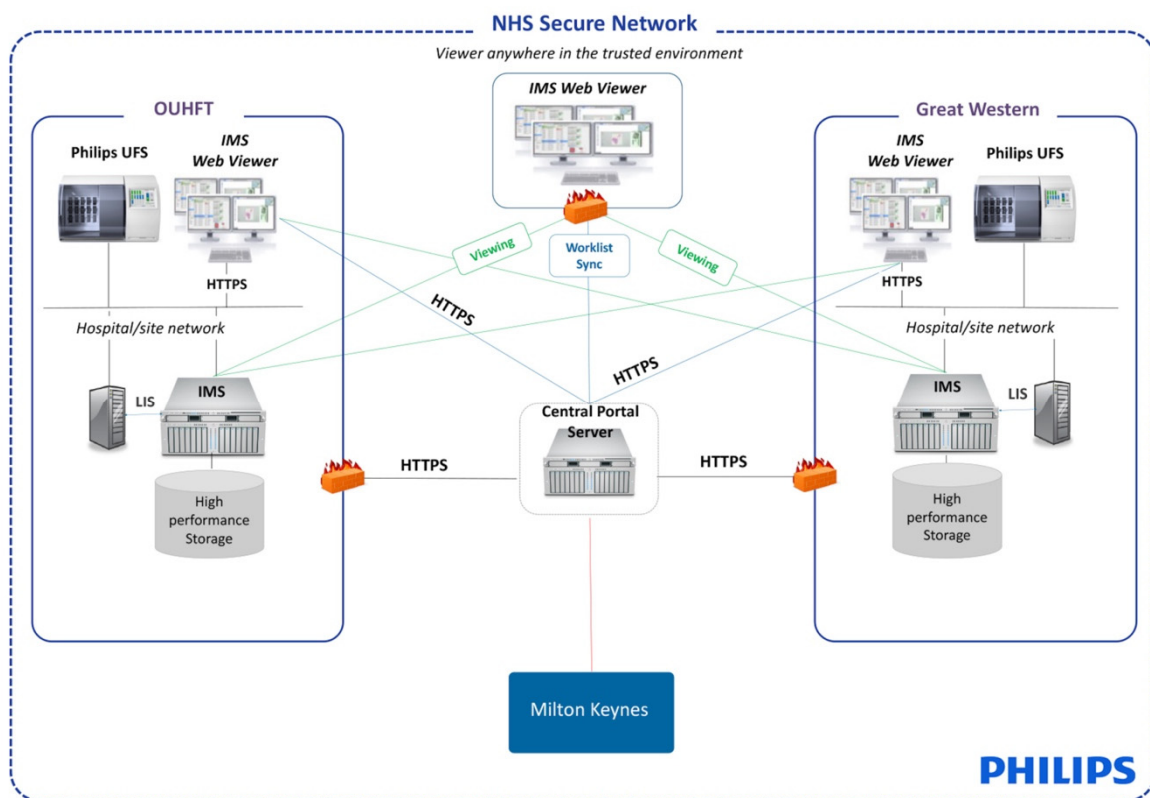 NHS Secure Network
Viewer anywhere in the trusted environment
IMS Web Viewer
OUHFT
Philips UFS
IMS
Web Viewer
HTTPS
Hospital/site network
LIS
IMS
High
performance
Storage
Viewing
Worklist
Sync
Viewing
HTTPS
HTTPS
Central Portal
Server
HTTPS
HTTPS
Milton Keynes
Great Western
IMS
Web Viewer
Philips UFS
HTTPS
Hospital/site network
IMS
LIS
High
performance
Storage
PHILIPS